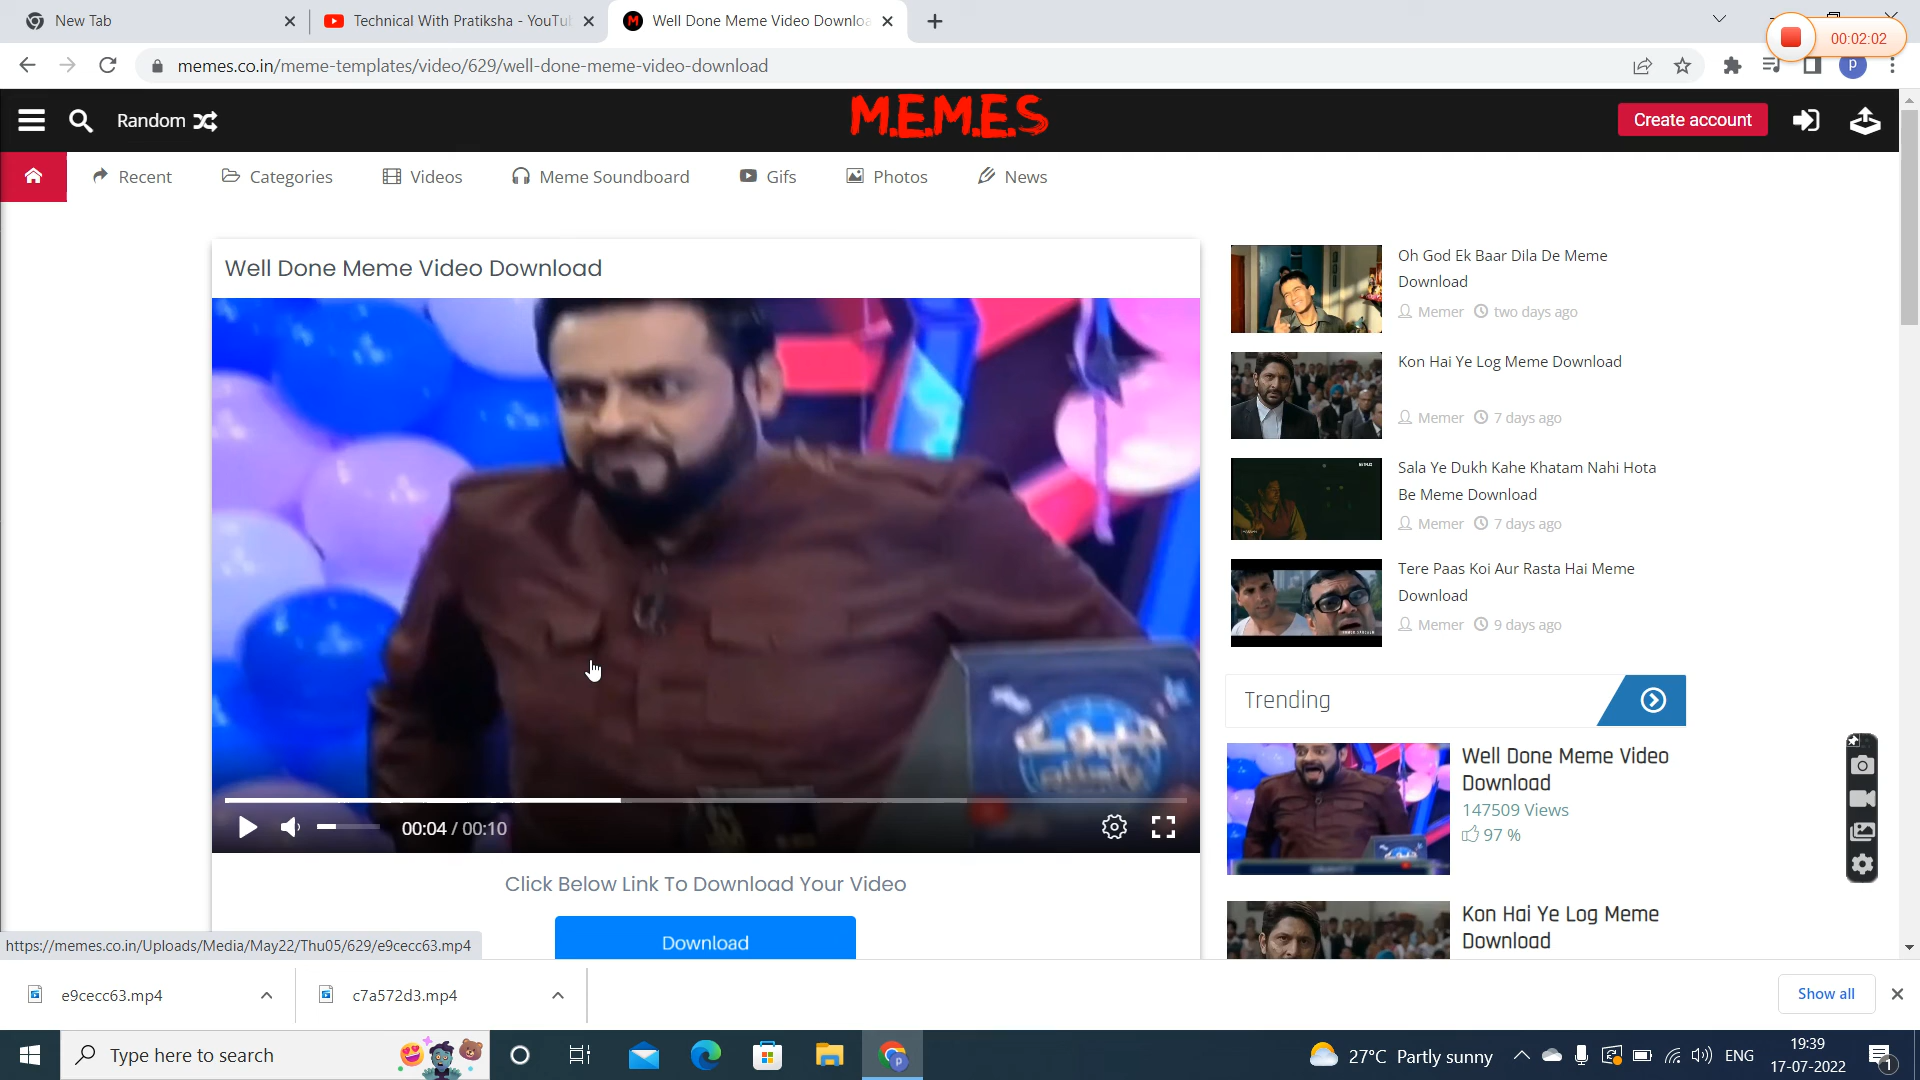 New Tab
Technical With Pratiksha - YouTu
Well Done Meme Video Downloa
00:02:02
memes.co.in/meme-templates/video/629/well-done-meme-video-download
P
Random
M.E.M.E.S
Create account
Recent
Categories
Videos
Meme Soundboard
Gifs
Photos
News
Well Done Meme Video Download
00:04 / 00:10
Click Below Link To Download Your Video
Download
Oh God Ek Baar Dila De Meme
Download
Memer two days ago
Kon Hai Ye Log Meme Download
Memer 7 days ago
Sala Ye Dukh Kahe Khatam Nahi Hota
Be Meme Download
Memer 7 days ago
Tere Paas Koi Aur Rasta Hai Meme
Download
Memer 9 days ago
Trending
Well Done Meme Video
Download
147509 Views
97 %
Kon Hai Ye Log Meme
Download
https://memes.co.in/Uploads/Media/May22/Thu05/629/e9cecc63.mp4
e9cecc63.mp4
c7a572d3.mp4
Show all
Type here to search
27°C Partly sunny
ENG
19:39
17-07-2022
1